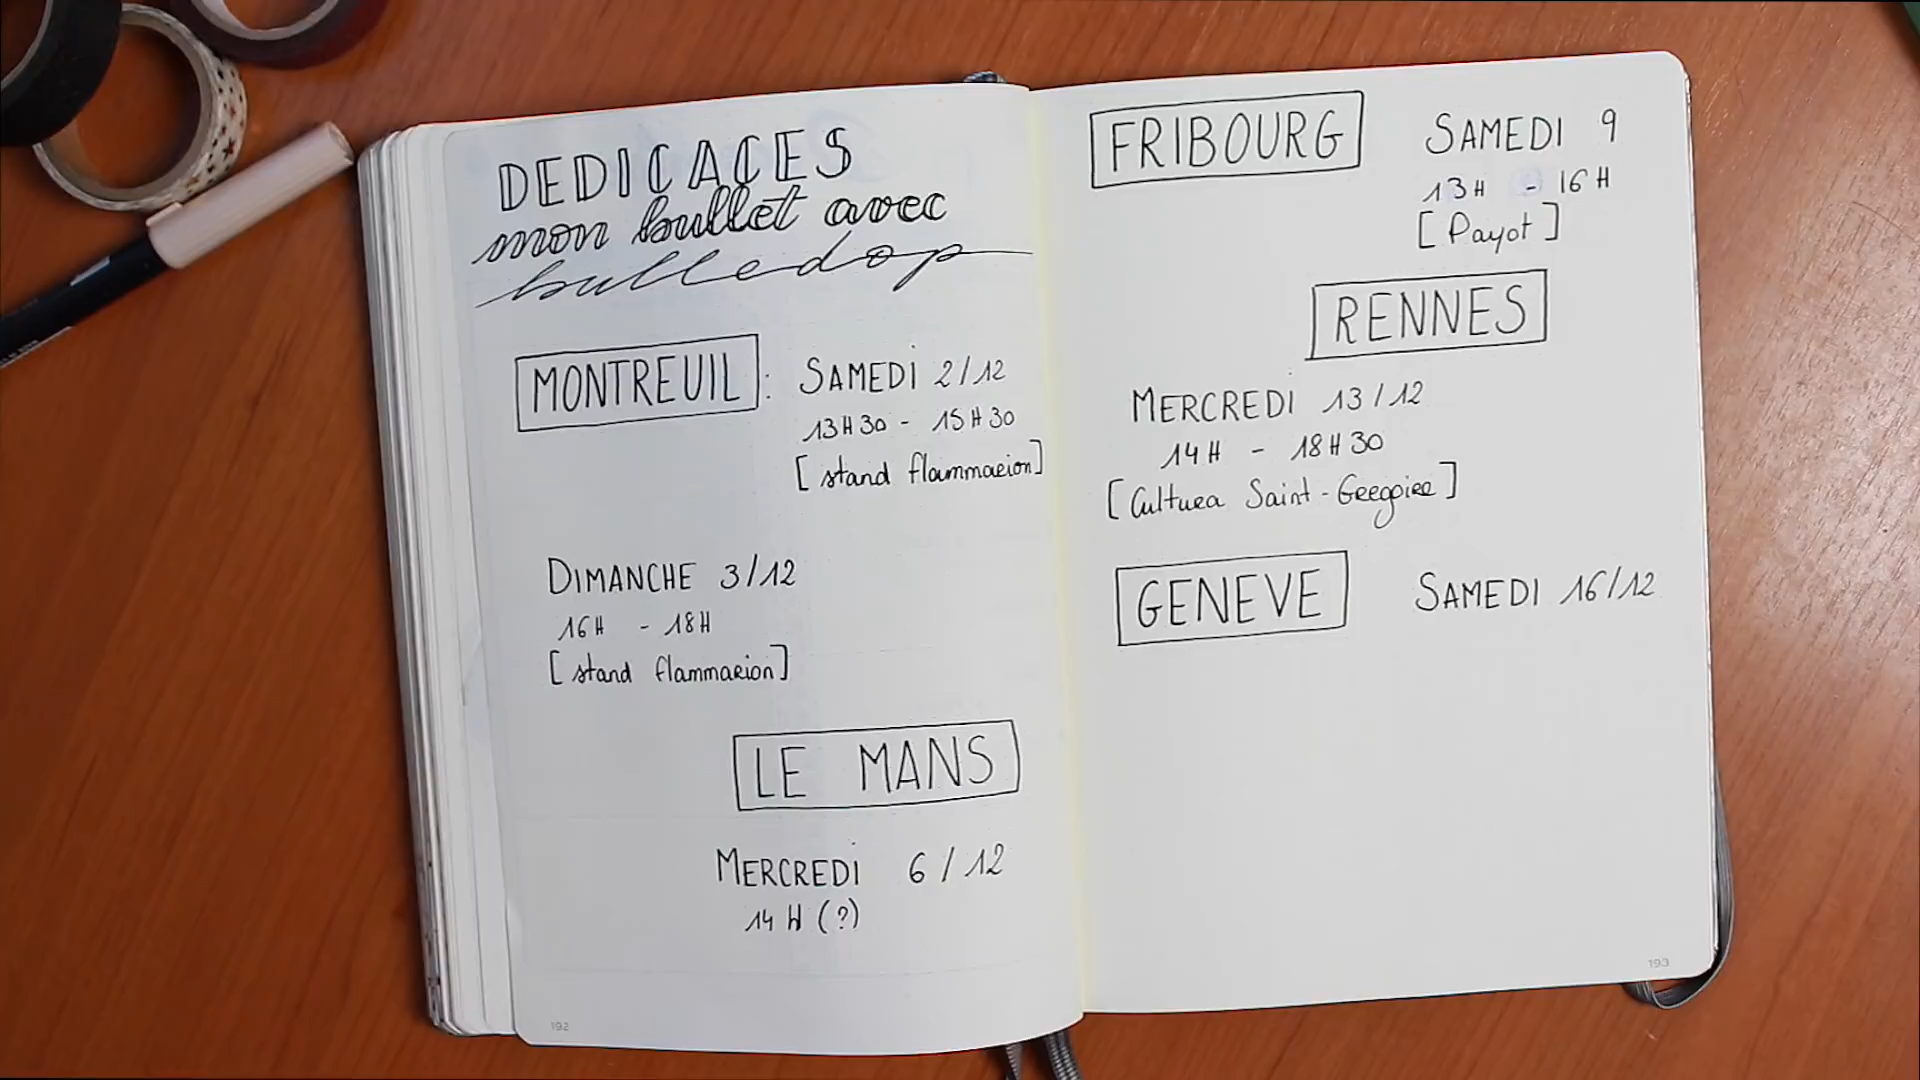 DEDICACES
mon bullet avec
bulledop
MONTREUIL : SAMEDI 2/12
13H30 - 15H30
[stand flammarion]
DIMANCHE 3/12
16H - 18H
[stand flammarion]
LE MANS
MERCREDI 6/12
14H (?)
192
FRIBOURG SAMEDI 9
13H - 16H
[Payot]
RENNES
MERCREDI 13/12
14H - 18H30
[Cultura Saint-Gregoire]
GENEVE SAMEDI 16/12
193